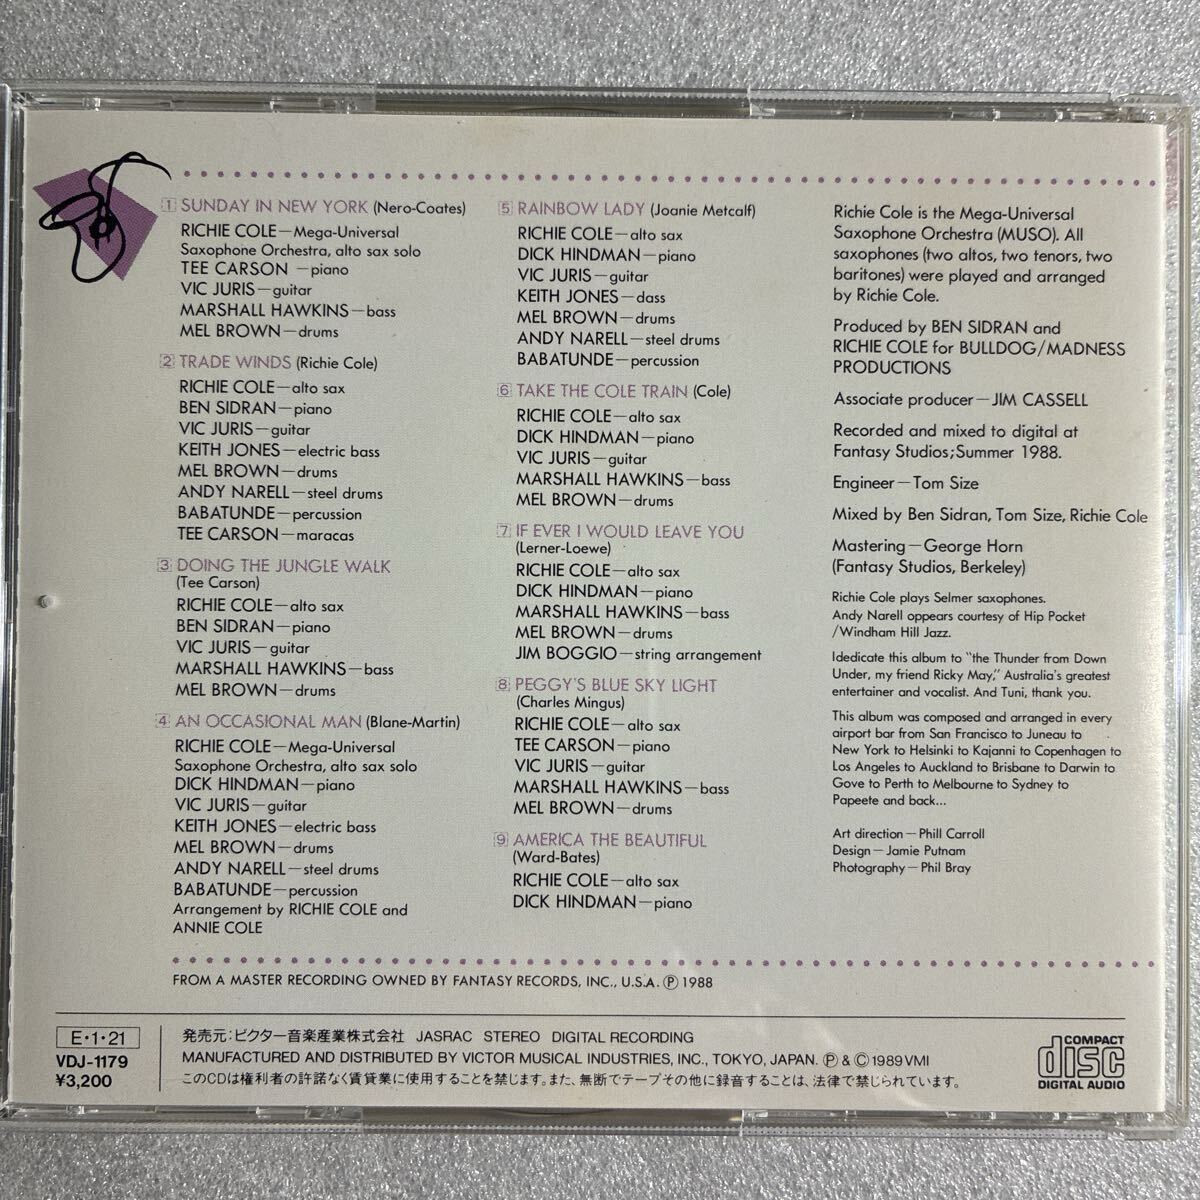 1 SUNDAY IN NEW YORK (Nero-Coates)
RICHIE COLE—Mega-Universal
Saxophone Orchestra, alto sax solo
TEE CARSON —piano
VIC JURIS—guitar
MARSHALL HAWKINS—bass
MEL BROWN—drums
2 TRADE WINDS (Richie Cole)
RICHIE COLE—alto sax
BEN SIDRAN—piano
VIC JURIS—guitar
KEITH JONES—electric bass
MEL BROWN—drums
ANDY NARELL—steel drums
BABATUNDE—percussion
TEE CARSON—maracas
3 DOING THE JUNGLE WALK
(Tee Carson)
RICHIE COLE—alto sax
BEN SIDRAN—piano
VIC JURIS—guitar
MARSHALL HAWKINS—bass
MEL BROWN—drums
4 AN OCCASIONAL MAN (Blane-Martin)
RICHIE COLE—Mega-Universal
Saxophone Orchestra, alto sax solo
DICK HINDMAN—piano
VIC JURIS—guitar
KEITH JONES—electric bass
MEL BROWN—drums
ANDY NARELL—steel drums
BABATUNDE—percussion
Arrangement by RICHIE COLE and
ANNIE COLE
5 RAINBOW LADY (Joanie Metcalf)
RICHIE COLE—alto sax
DICK HINDMAN—piano
VIC JURIS—guitar
KEITH JONES—dass
MEL BROWN—drums
ANDY NARELL—steel drums
BABATUNDE—percussion
6 TAKE THE COLE TRAIN (Cole)
RICHIE COLE—alto sax
DICK HINDMAN—piano
VIC JURIS—guitar
MARSHALL HAWKINS—bass
MEL BROWN—drums
7 IF EVER I WOULD LEAVE YOU
(Lerner-Loewe)
RICHIE COLE—alto sax
DICK HINDMAN—piano
MARSHALL HAWKINS—bass
MEL BROWN—drums
JIM BOGGIO—string arrangement
8 PEGGY'S BLUE SKY LIGHT
(Charles Mingus)
RICHIE COLE—alto sax
TEE CARSON—piano
VIC JURIS—guitar
MARSHALL HAWKINS—bass
MEL BROWN—drums
9 AMERICA THE BEAUTIFUL
(Ward-Bates)
RICHIE COLE—alto sax
DICK HINDMAN—piano
Richie Cole is the Mega-Universal
Saxophone Orchestra (MUSO). All
saxophones (two altos, two tenors, two
baritones) were played and arranged
by Richie Cole.
Produced by BEN SIDRAN and
RICHIE COLE for BULLDOG/MADNESS
PRODUCTIONS
Associate producer—JIM CASSELL
Recorded and mixed to digital at
Fantasy Studios;Summer 1988.
Engineer—Tom Size
Mixed by Ben Sidran, Tom Size, Richie Cole
Mastering—George Horn
(Fantasy Studios, Berkeley)
Richie Cole plays Selmer saxophones.
Andy Narell oppears courtesy of Hip Pocket
/Windham Hill Jazz.
Idedicate this album to "the Thunder from Down
Under, my friend Ricky May," Australia's greatest
entertainer and vocalist. And Tuni, thank you.
This album was composed and arranged in every
airport bar from San Francisco to Juneau to
New York to Helsinki to Kajanni to Copenhagen to
Los Angeles to Auckland to Brisbane to Darwin to
Gove to Perth to Melbourne to Sydney to
Papeete and back...
Art direction—Phill Carroll
Design—Jamie Putnam
Photography—Phil Bray
FROM A MASTER RECORDING OWNED BY FANTASY RECORDS, INC., U.S.A. Ⓟ 1988
E・1・21
VDJ-1179
¥3,200
発売元:ビクター音楽産業株式会社 JASRAC STEREO DIGITAL RECORDING
MANUFACTURED AND DISTRIBUTED BY VICTOR MUSICAL INDUSTRIES, INC., TOKYO, JAPAN. Ⓟ & © 1989 VMI
このCDは権利者の許諾なく賃貸業に使用することを禁じます。また、無断でテープその他に録音することは、法律で禁じられています。
COMPACT
disc
DIGITAL AUDIO